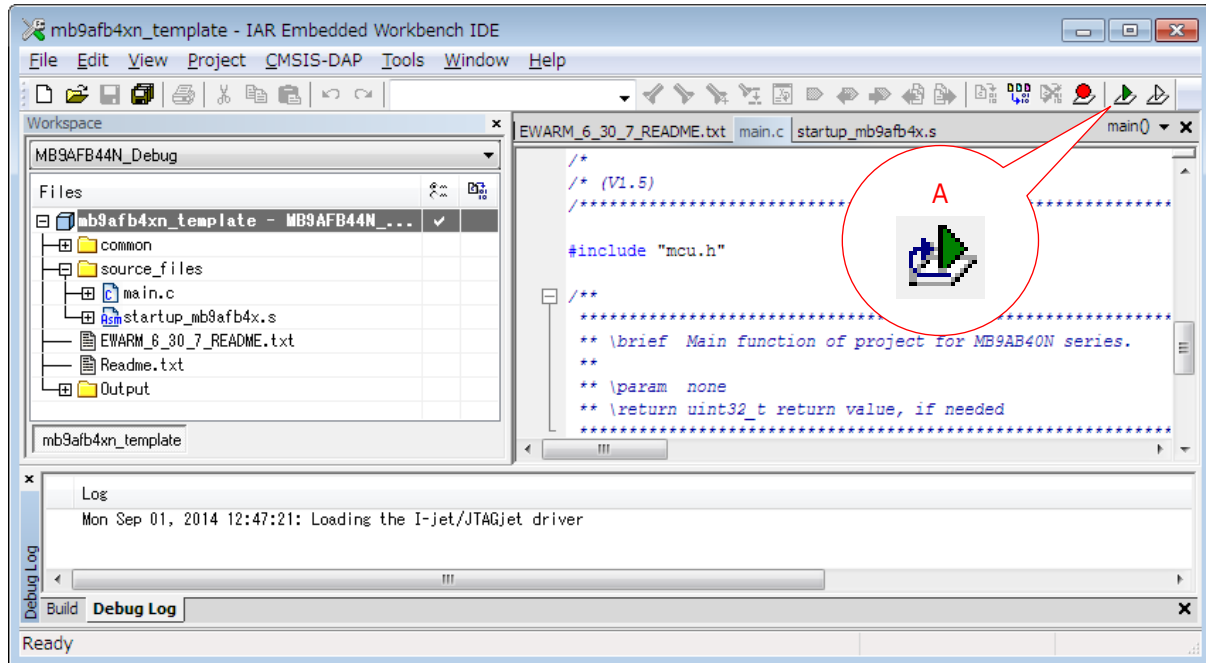 mb9afb4xn_template - IAR Embedded Workbench IDE
File Edit View Project CMSIS-DAP Tools Window Help
Workspace
MB9AFB44N_Debug
Files
mb9afb4xn_template - MB9AFB44N_...
common
source_files
main.c
startup_mb9afb4x.s
EWARM_6_30_7_README.txt
Readme.txt
Output
mb9afb4xn_template
EWARM_6_30_7_README.txt main.c startup_mb9afb4x.s main()
/*
/* (V1.5)
/************************************************************
#include "mcu.h"
/**
************************************************************
** \brief Main function of project for MB9AB40N series.
**
** \param none
** \return uint32_t return value, if needed
************************************************************
A
Log
Mon Sep 01, 2014 12:47:21: Loading the I-jet/JTAGjet driver
Debug Log
Build Debug Log
Ready